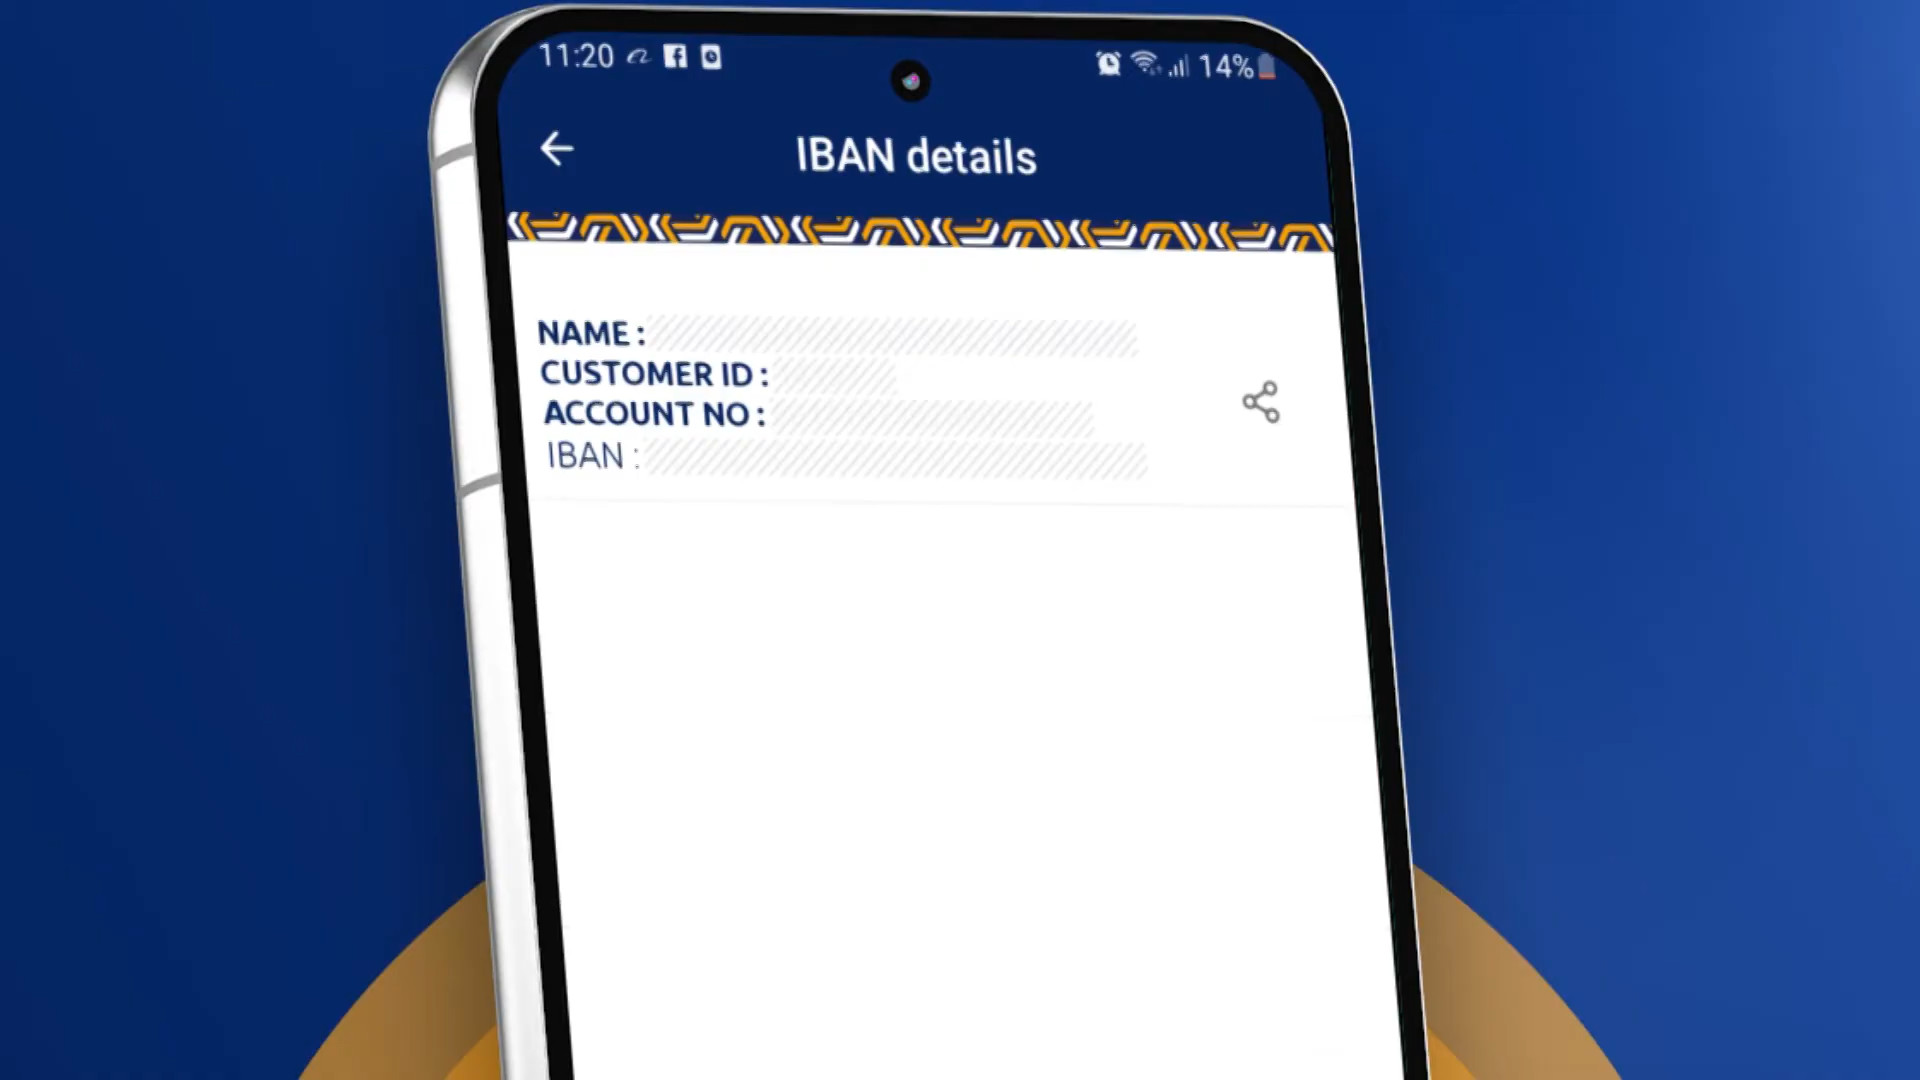 11:20
14%
IBAN details
NAME :
CUSTOMER ID :
ACCOUNT NO :
IBAN :